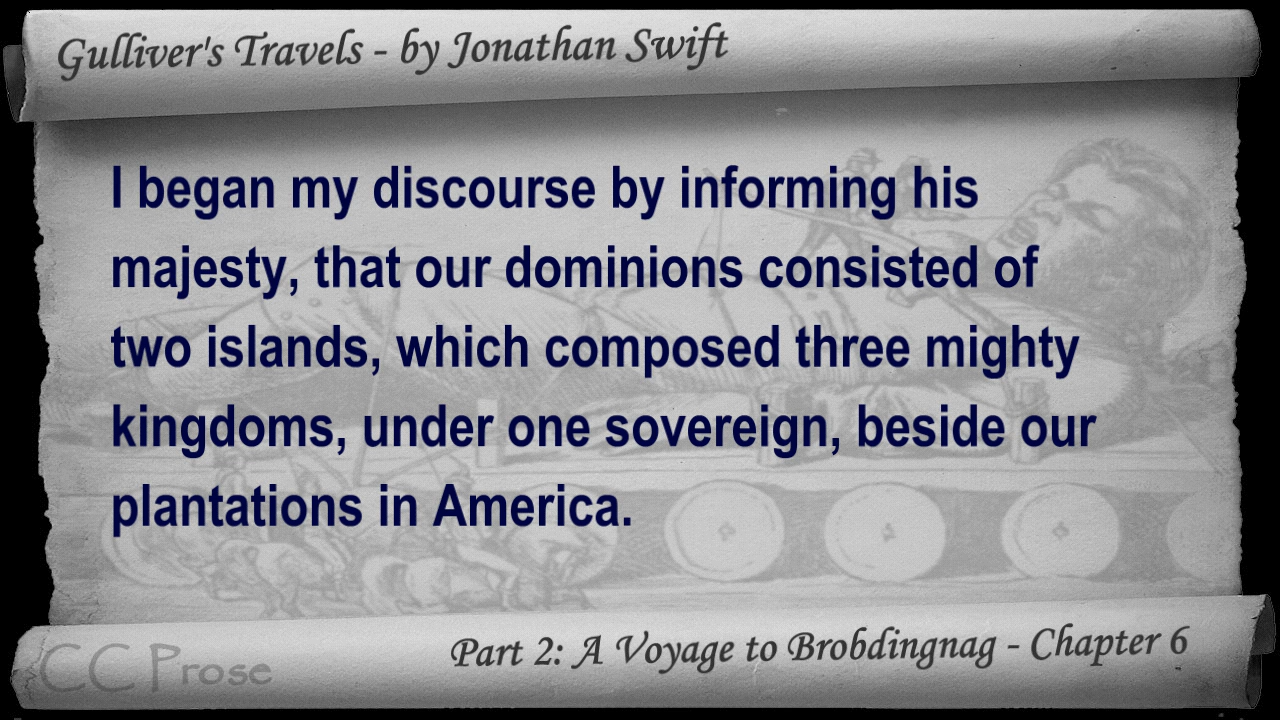 Gulliver's Travels - by Jonathan Swift
I began my discourse by informing his
majesty, that our dominions consisted of
two islands, which composed three mighty
kingdoms, under one sovereign, beside our
plantations in America.
Part 2: A Voyage to Brobdingnag - Chapter 6
CC Prose